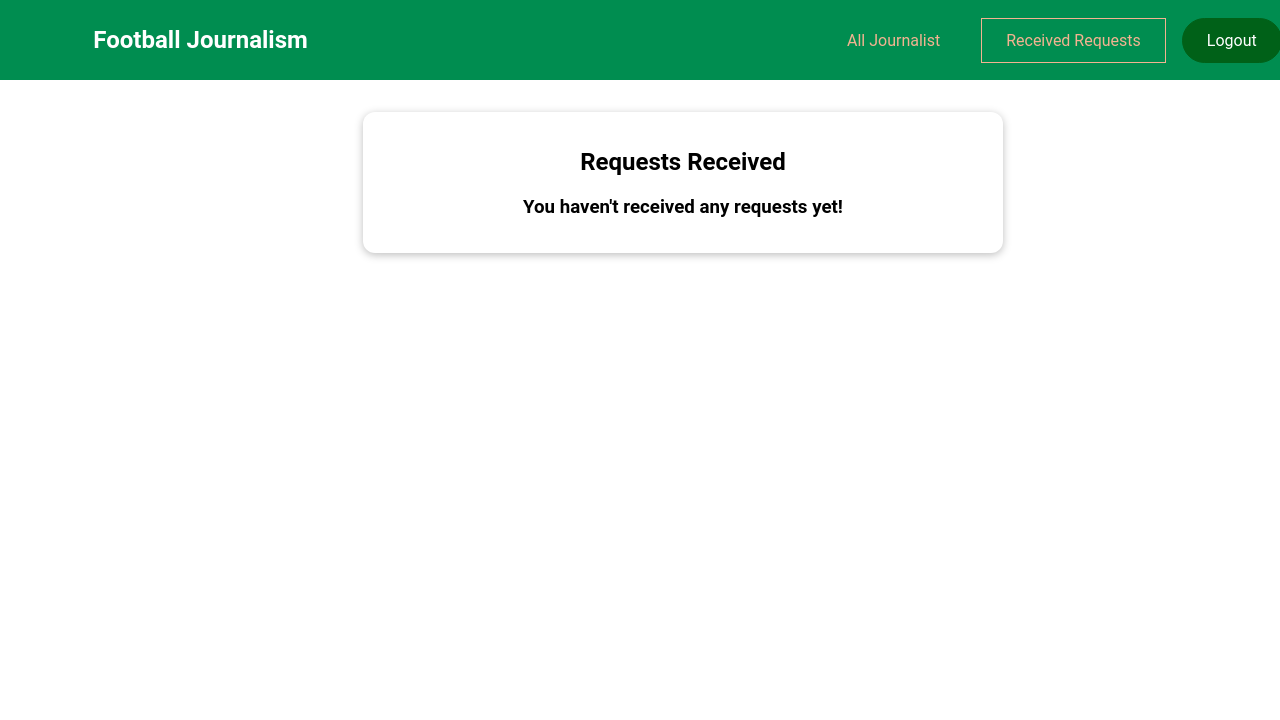 Football Journalism
All Journalist
Received Requests
Logout
Requests Received
You haven't received any requests yet!